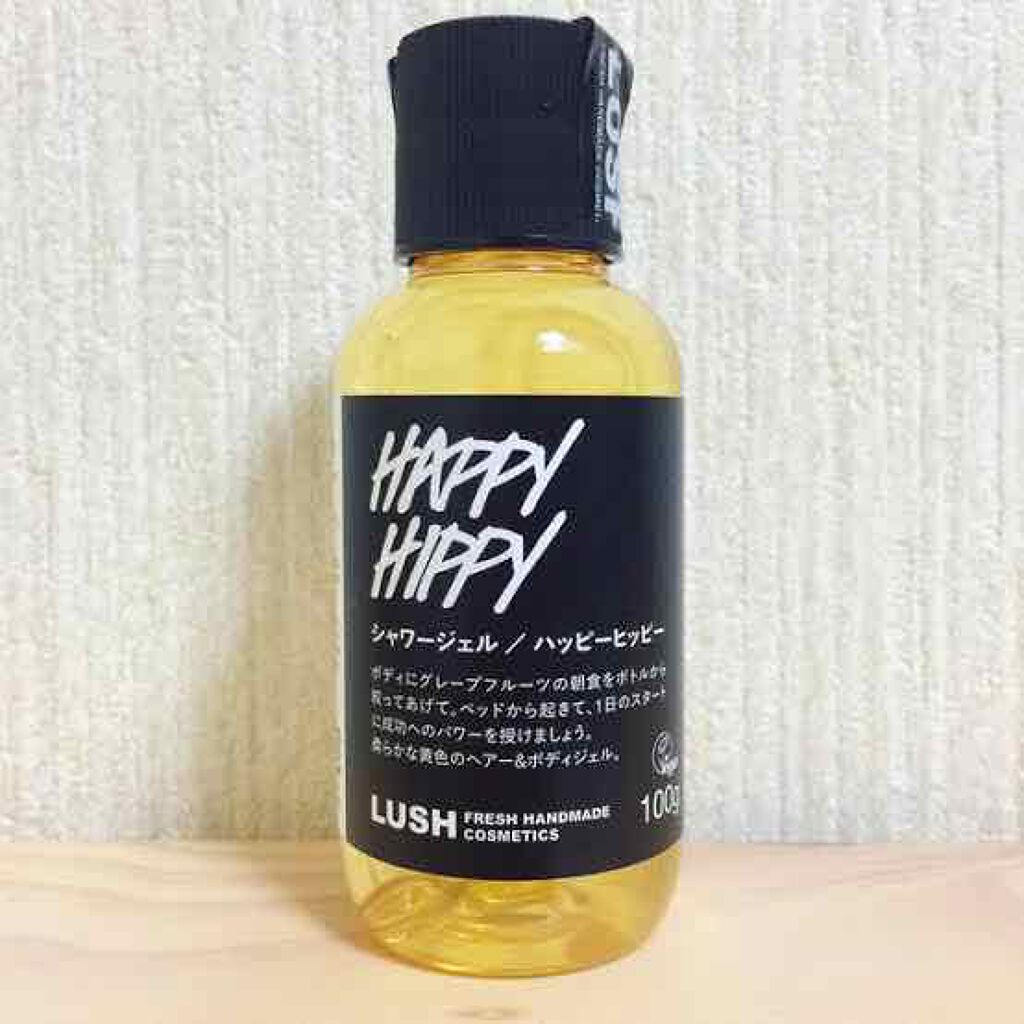 LUSH
HAPPY
HIPPY
シャワージェル / ハッピーヒッピー
ボディにグレープフルーツの朝食をボトルから
絞ってあげて。ベッドから起きて、1日のスタート
に成功へのパワーを授けましょう。
柔らかな黄色のヘアー&ボディジェル。
100g
LUSH FRESH HANDMADE
COSMETICS